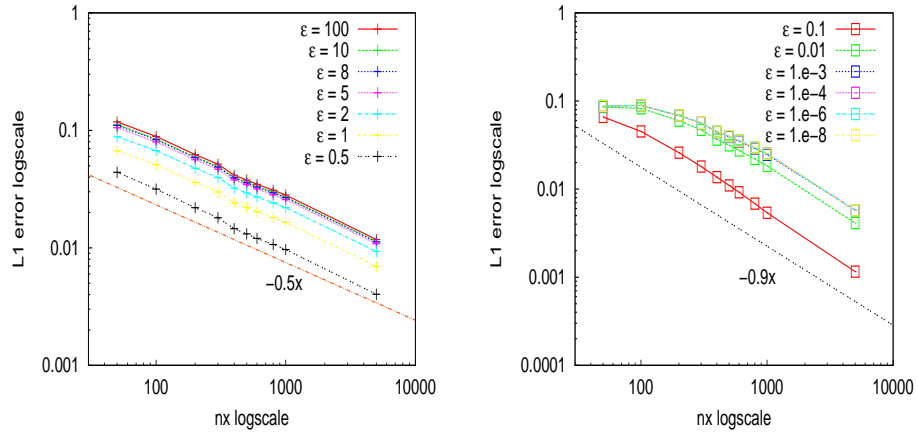 L1 error logscale
1
0.1
0.01
0.001
ε = 100
ε = 10
ε = 8
ε = 5
ε = 2
ε = 1
ε = 0.5
−0.5x
100
1000
10000
nx logscale
L1 error logscale
1
0.1
0.01
0.001
0.0001
ε = 0.1
ε = 0.01
ε = 1.e−3
ε = 1.e−4
ε = 1.e−6
ε = 1.e−8
−0.9x
100
1000
10000
nx logscale